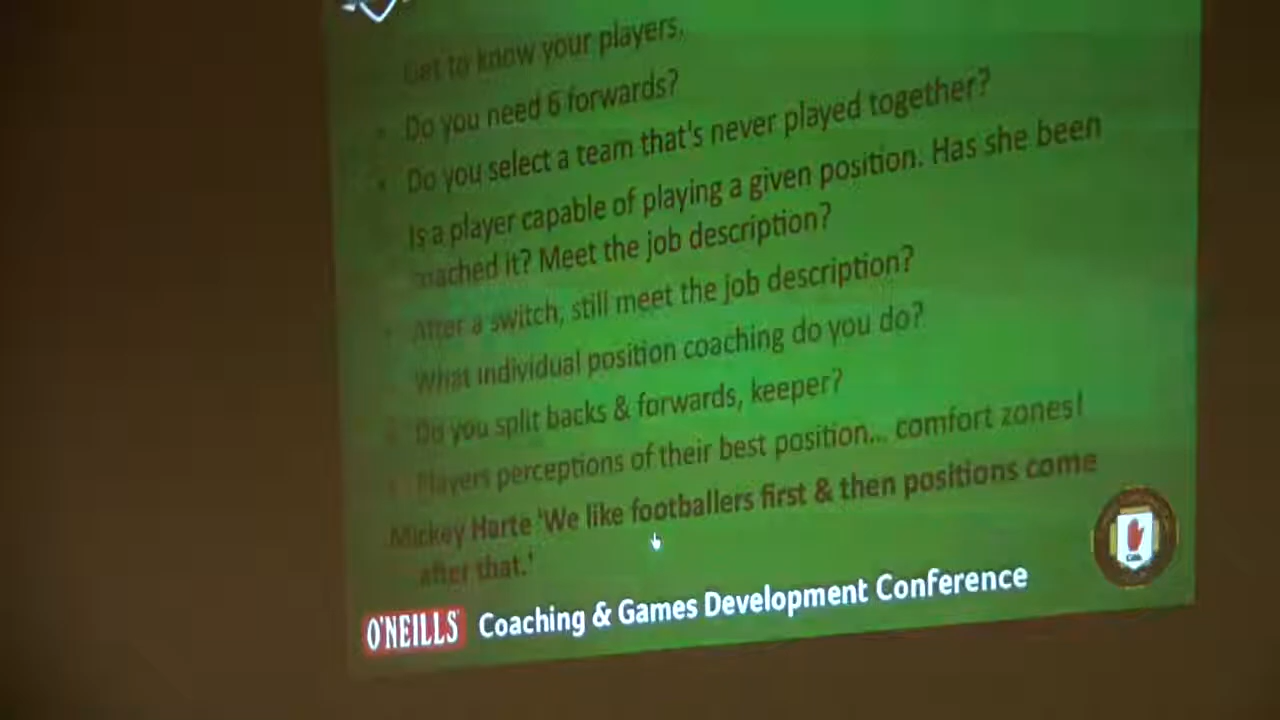 Get to know your players.
• Do you need 6 forwards?
• Do you select a team that's never played together?
Is a player capable of playing a given position. Has she been
coached it? Meet the job description?
• After a switch, still meet the job description?
What individual position coaching do you do?
Do you split backs & forwards, keeper?
• Players perceptions of their best position... comfort zones!
Mickey Harte 'We like footballers first & then positions come
after that.'
O'NEILLS Coaching & Games Development Conference